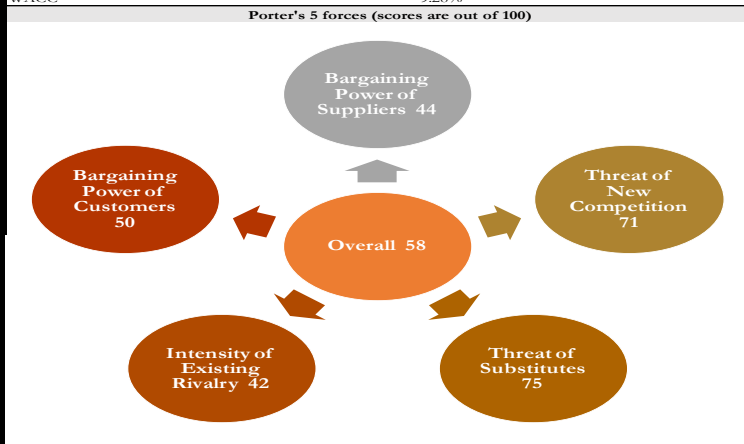 Porter's 5 forces (scores are out of 100)
Bargaining
Power of
Suppliers 44
Bargaining
Power of
Customers
50
Threat of
New
Competition
71
Overall 58
Intensity of
Existing
Rivalry 42
Threat of
Substitutes
75